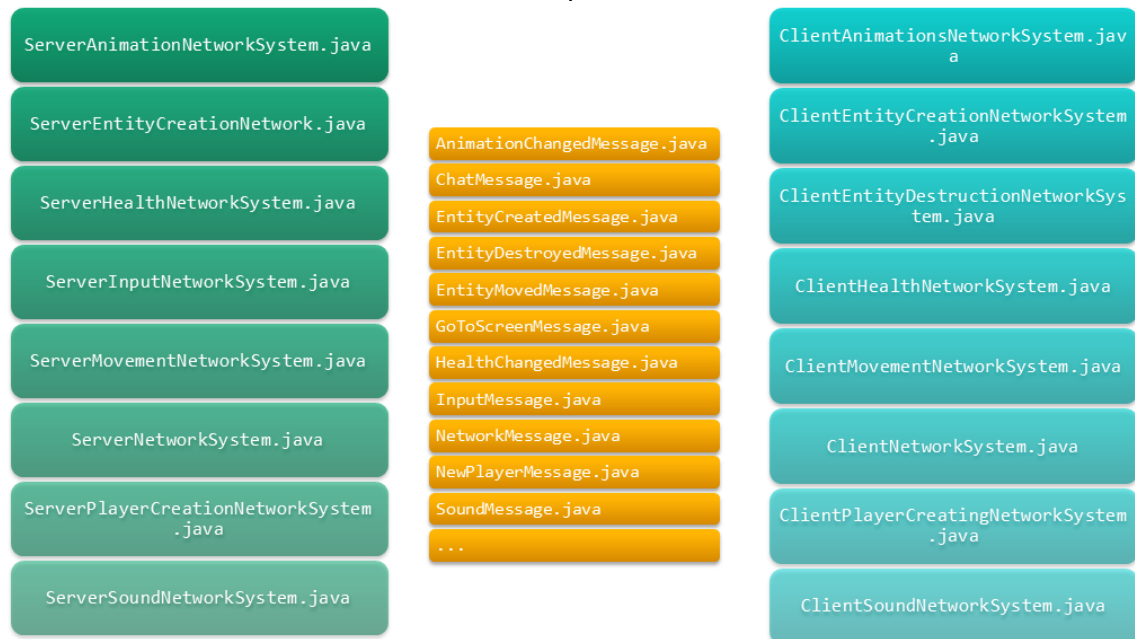 ServerAnimationNetworkSystem.java
ServerEntityCreationNetwork.java
ServerHealthNetworkSystem.java
ServerInputNetworkSystem.java
ServerMovementNetworkSystem.java
ServerNetworkSystem.java
ServerPlayerCreationNetworkSystem
.java
ServerSoundNetworkSystem.java
AnimationChangedMessage.java
ChatMessage.java
EntityCreatedMessage.java
EntityDestroyedMessage.java
EntityMovedMessage.java
GoToScreenMessage.java
HealthChangedMessage.java
InputMessage.java
NetworkMessage.java
NewPlayerMessage.java
SoundMessage.java
...
ClientAnimationsNetworkSystem.jav
a
ClientEntityCreationNetworkSystem
.java
ClientEntityDestructionNetworkSys
tem.java
ClientHealthNetworkSystem.java
ClientMovementNetworkSystem.java
ClientNetworkSystem.java
ClientPlayerCreatingNetworkSystem
.java
ClientSoundNetworkSystem.java